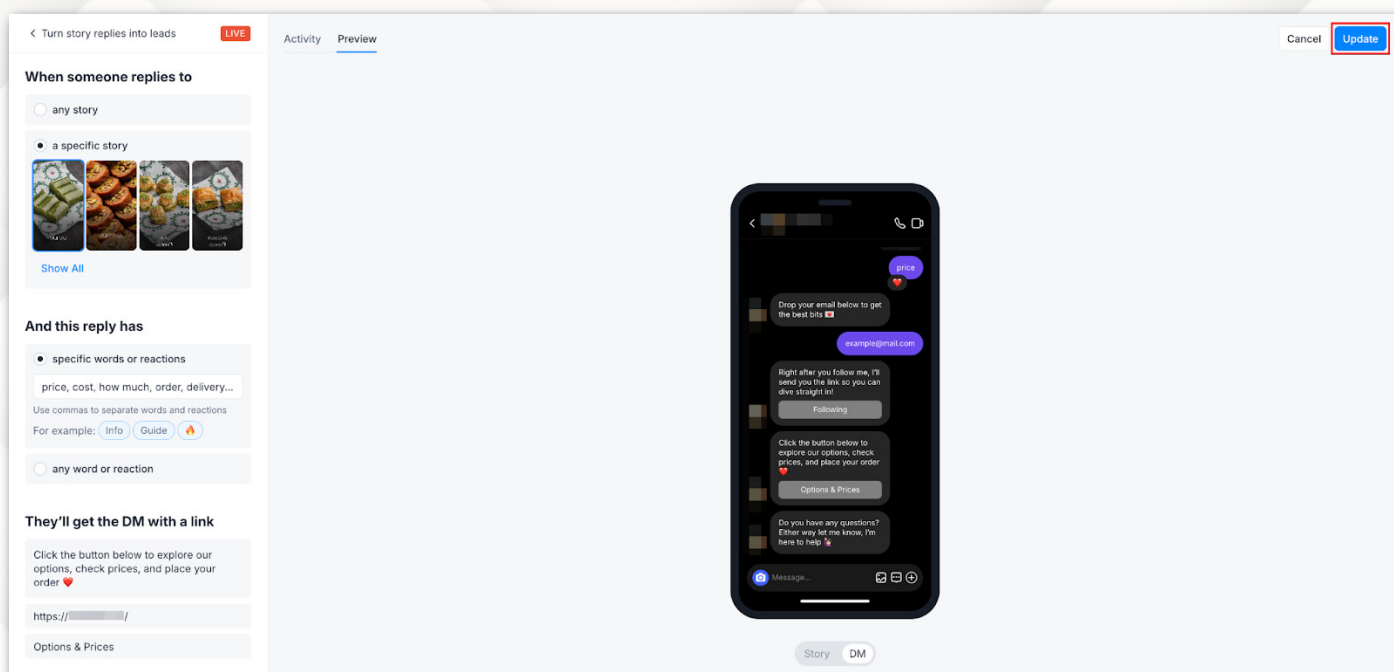 Turn story replies into leads
LIVE
Activity
Preview
Cancel
Update
When someone replies to
any story
a specific story
Show All
And this reply has
specific words or reactions
price, cost, how much, order, delivery...
Use commas to separate words and reactions
For example:
Info
Guide
🔥
any word or reaction
They'll get the DM with a link
Click the button below to explore our
options, check prices, and place your
order ❤️
https://
/
Options & Prices
price
❤️
Drop your email below to get
the best bits 💌
example@mail.com
Right after you follow me, I'll
send you the link so you can
dive straight in!
Following
Click the button below to
explore our options, check
prices, and place your order
❤️
Options & Prices
Do you have any questions?
Either way let me know, I'm
here to help
Message...
Story
DM